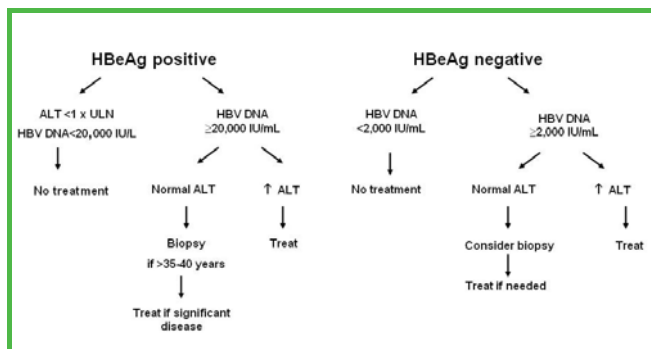 HBeAg positive
ALT <1 x ULN
HBV DNA<20,000 IU/L
No treatment
HBV DNA
≥20,000 IU/mL
Normal ALT
Biopsy
if >35-40 years
Treat if significant
disease
↑ ALT
Treat
HBeAg negative
HBV DNA
<2,000 IU/mL
No treatment
HBV DNA
≥2,000 IU/mL
Normal ALT
Consider biopsy
Treat if needed
↑ ALT
Treat